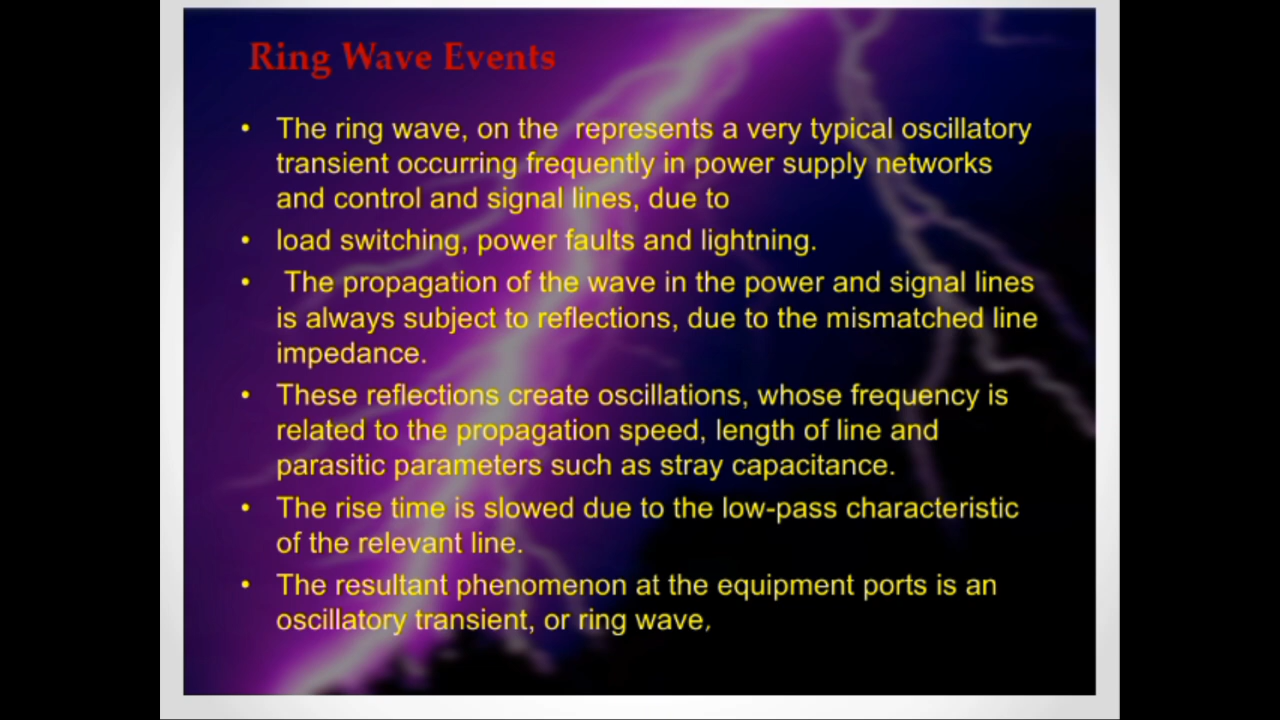 Ring Wave Events
• The ring wave, on the  represents a very typical oscillatory
transient occurring frequently in power supply networks
and control and signal lines, due to
• load switching, power faults and lightning.
•  The propagation of the wave in the power and signal lines
is always subject to reflections, due to the mismatched line
impedance.
• These reflections create oscillations, whose frequency is
related to the propagation speed, length of line and
parasitic parameters such as stray capacitance.
• The rise time is slowed due to the low-pass characteristic
of the relevant line.
• The resultant phenomenon at the equipment ports is an
oscillatory transient, or ring wave,